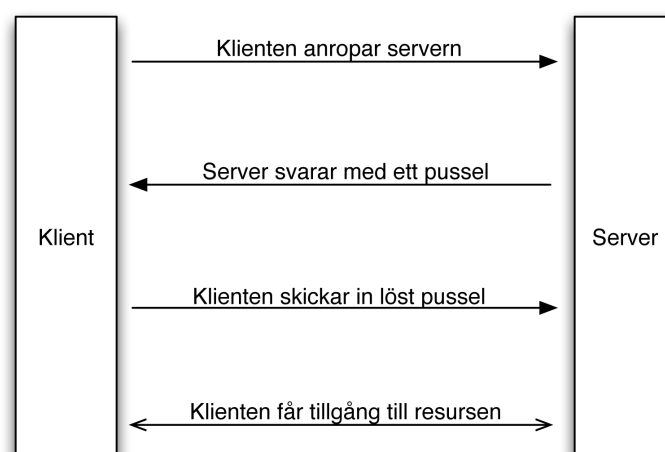 Klienten anropar servern
Server svarar med ett pussel
Klient
Server
Klienten skickar in löst pussel
Klienten får tillgång till resursen